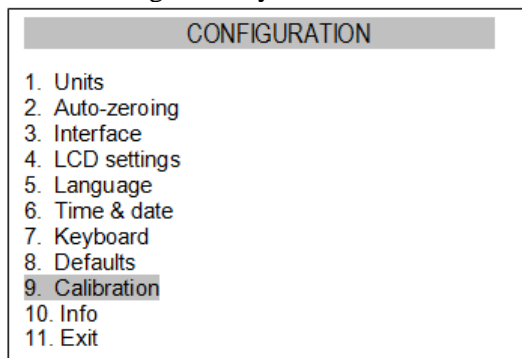 CONFIGURATION
1. Units
2. Auto-zeroing
3. Interface
4. LCD settings
5. Language
6. Time & date
7. Keyboard
8. Defaults
9. Calibration
10. Info
11. Exit